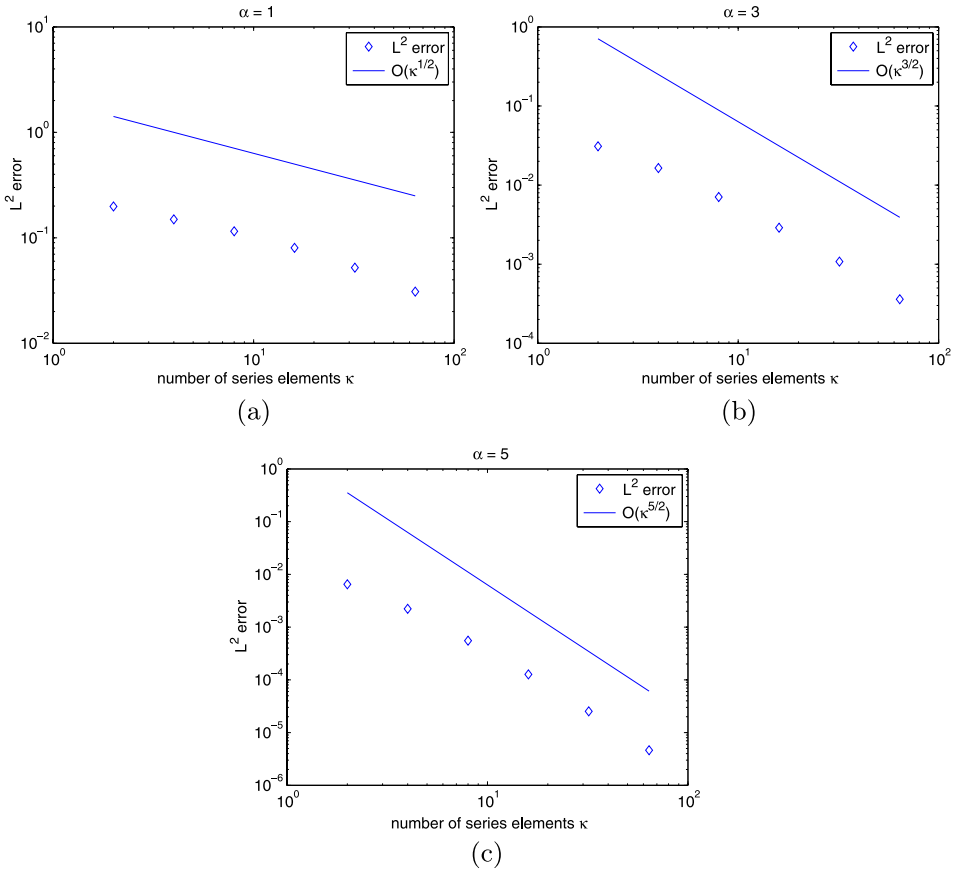 α = 1
10¹
10⁰
10⁻¹
10⁻²
L² error
L² error
O(κ^{1/2})
10⁰
10¹
10²
number of series elements κ
(a)
α = 3
10⁰
10⁻¹
10⁻²
10⁻³
10⁻⁴
L² error
L² error
O(κ^{3/2})
10⁰
10¹
10²
number of series elements κ
(b)
α = 5
10⁰
10⁻¹
10⁻²
10⁻³
10⁻⁴
10⁻⁵
10⁻⁶
L² error
L² error
O(κ^{5/2})
10⁰
10¹
10²
number of series elements κ
(c)